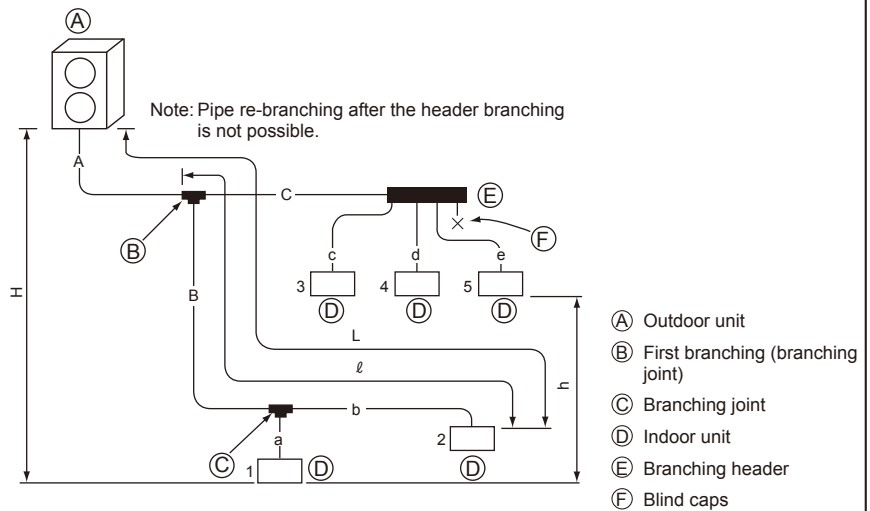 Ⓐ
Note: Pipe re-branching after the header branching
is not possible.
A
C
Ⓔ
Ⓑ
Ⓕ
c
d
e
3
4
5
Ⓓ
Ⓓ
Ⓓ
H
B
L
ℓ
h
b
a
2
1
Ⓒ
Ⓓ
Ⓓ
Ⓐ Outdoor unit
Ⓑ First branching (branching
joint)
Ⓒ Branching joint
Ⓓ Indoor unit
Ⓔ Branching header
Ⓕ Blind caps